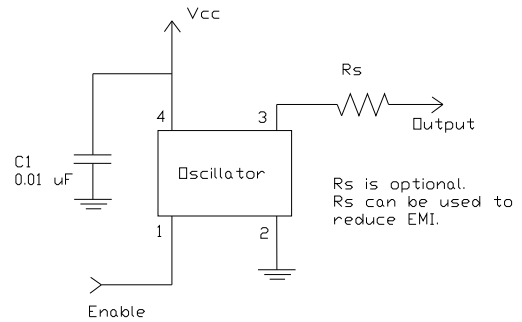 Vcc
Rs
4
3
Output
C1
0.01 uF
Oscillator
Rs is optional.
Rs can be used to
reduce EMI.
1
2
Enable